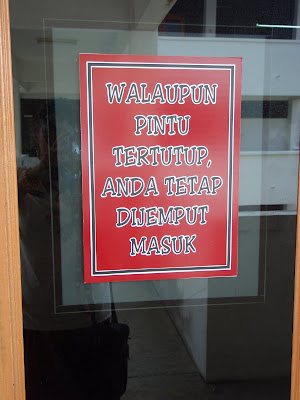 WALAUPUN
PINTU
TERTUTUP,
ANDA TETAP
DIJEMPUT
MASUK